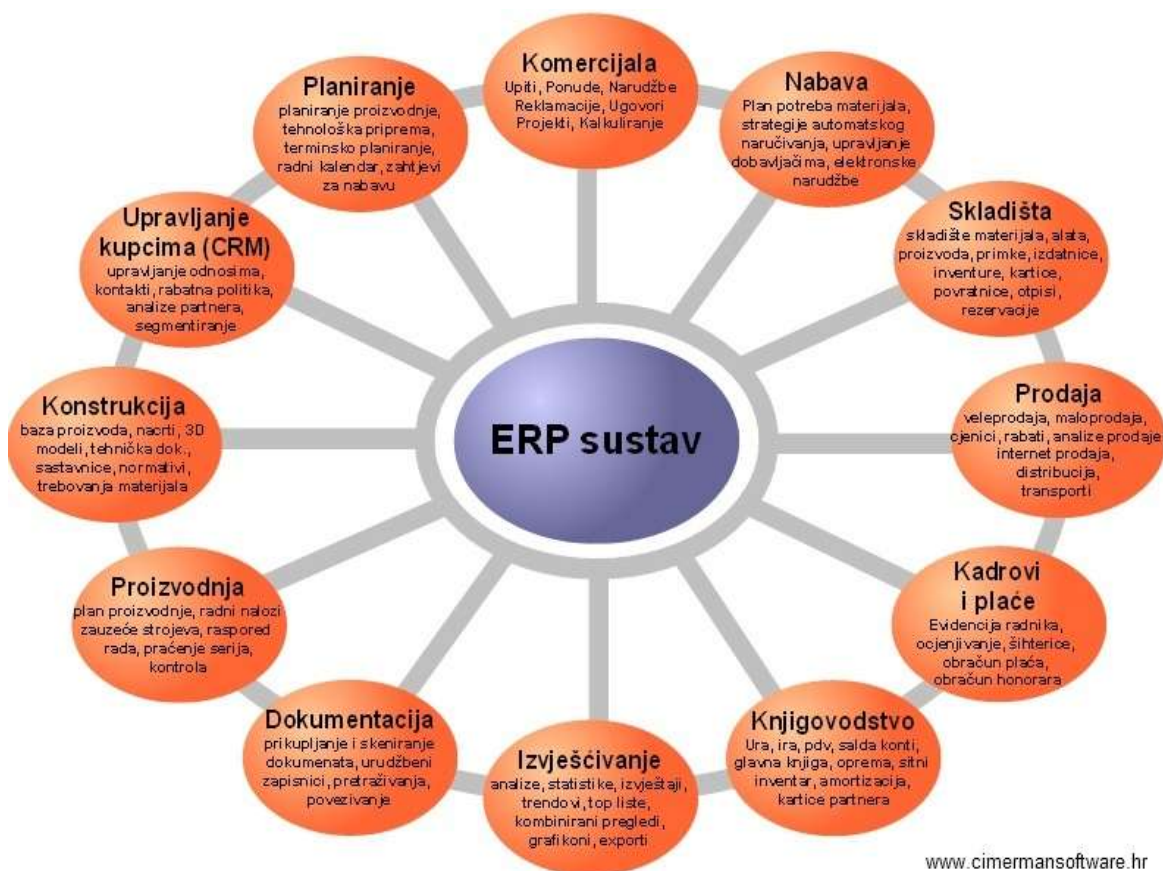 Komercijala
Upiti, Ponude, Narudžbe
Reklamacije, Ugovori
Projekti, Kalkuliranje
Nabava
Plan potreba materijala,
strategije automatskog
naručivanja, upravljanje
dobavljačima, elektronske
narudžbe
Skladišta
skladište materijala, alata,
proizvoda, primke, izdatnice,
inventure, kartice,
povratnice, otpisi,
rezervacije
Prodaja
veleprodaja, maloprodaja,
cjenici, rabati, analize prodaje
internet prodaja,
distribucija,
transporti
Kadrovi
i plaće
Evidencija radnika,
ocjenjivanje, šihterice,
obračun plaća,
obračun honorara
Knjigovodstvo
Ura, ira, pdv, salda konti,
glavna knjiga, oprema, sitni
inventar, amortizacija,
kartice partnera
Izvješćivanje
analize, statistike, izvještaji,
trendovi, top liste,
kombinirani pregledi,
grafikoni, exporti
Dokumentacija
prikupljanje i skeniranje
dokumenata, urudžbeni
zapisnici, pretraživanja,
povezivanje
Proizvodnja
plan proizvodnje, radni nalozi
zauzeće strojeva, raspored
rada, praćenje serija,
kontrola
Konstrukcija
baza proizvoda, nacrti, 3D
modeli, tehnička dok.,
sastavnice, normativi,
trebovanja materijala
Upravljanje
kupcima (CRM)
upravljanje odnosima,
kontakti, rabatna politika,
analize partnera,
segmentiranje
Planiranje
planiranje proizvodnje,
tehnološka priprema,
terminsko planiranje,
radni kalendar, zahtjevi
za nabavu
ERP sustav
www.cimermansoftware.hr